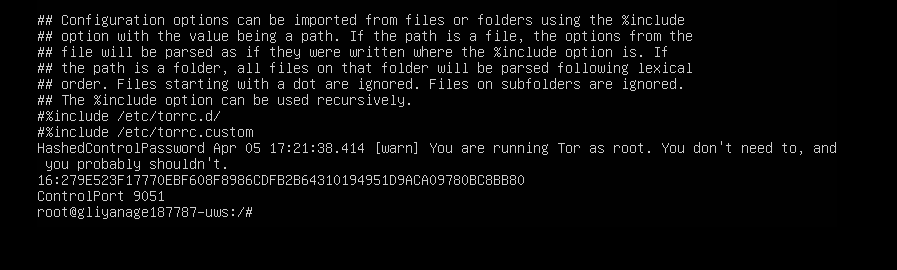 ## Configuration options can be imported from files or folders using the %include
## option with the value being a path. If the path is a file, the options from the
## file will be parsed as if they were written where the %include option is. If
## the path is a folder, all files on that folder will be parsed following lexical
## order. Files starting with a dot are ignored. Files on subfolders are ignored.
## The %include option can be used recursively.
#%include /etc/torrc.d/
#%include /etc/torrc.custom
HashedControlPassword Apr 05 17:21:38.414 [warn] You are running Tor as root. You don't need to, and
 you probably shouldn't.
16:279E523F17770EBF608F8986CDFB2B64310194951D9ACA09780BC8BB80
ControlPort 9051
root@gliyanage187787-uws:/#